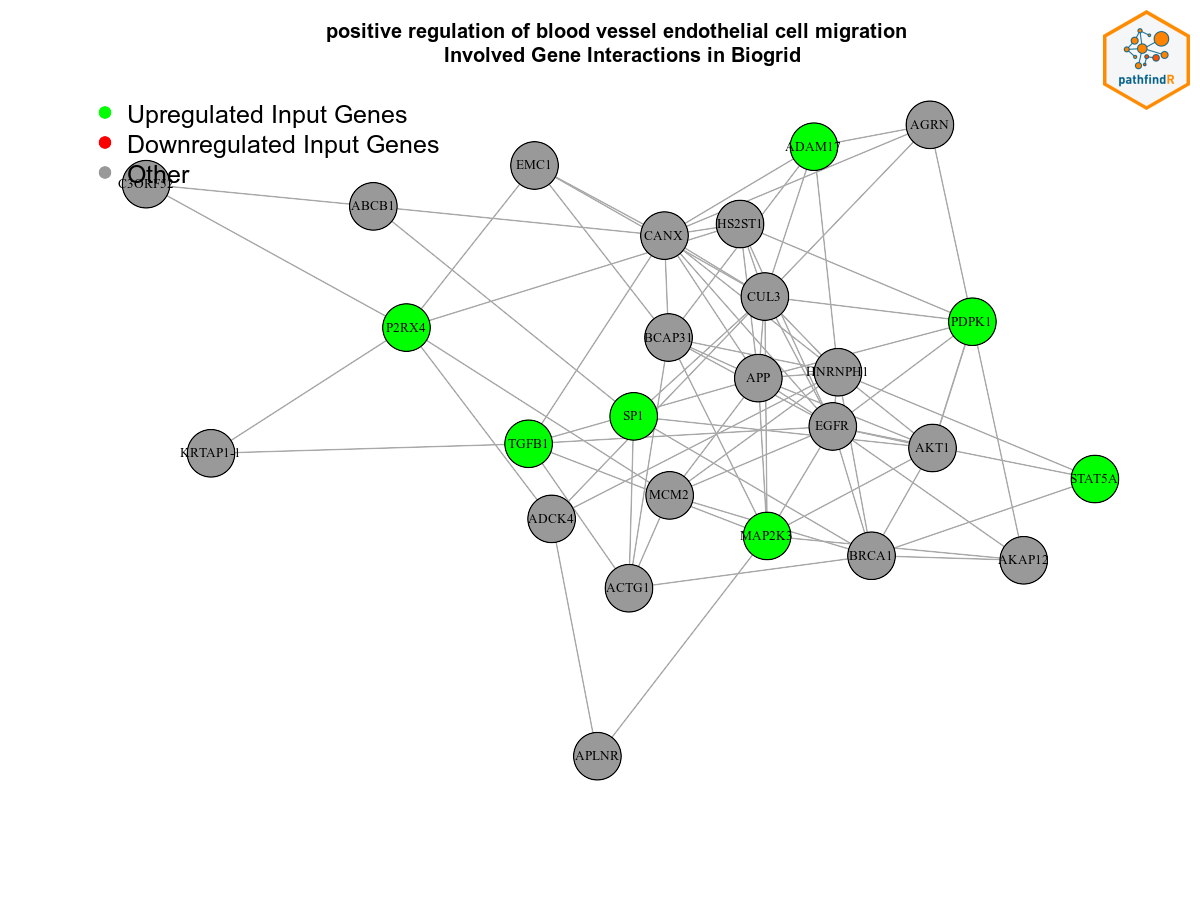 positive regulation of blood vessel endothelial cell migration
Involved Gene Interactions in Biogrid
pathfindR
Upregulated Input Genes
Downregulated Input Genes
Other
AGRN
ADAM17
EMC1
C3ORF52
ABCB1
HS2ST1
CANX
CUL3
PDPK1
P2RX4
BCAP31
HNRNPH1
APP
SP1
EGFR
TGFB1
AKT1
KRTAP1-1
STAT5A
MCM2
ADCK4
MAP2K3
BRCA1
AKAP12
ACTG1
APLNR